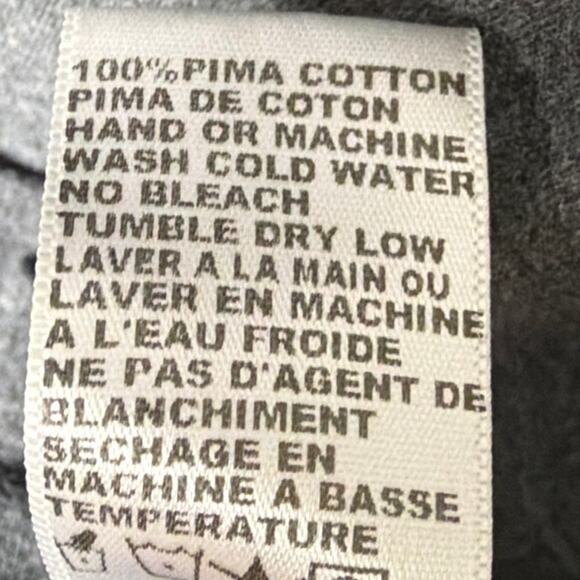 100% PIMA COTTON
PIMA DE COTON
HAND OR MACHINE
WASH COLD WATER
NO BLEACH
TUMBLE DRY LOW
LAVER A LA MAIN OU
LAVER EN MACHINE
A L'EAU FROIDE
NE PAS D'AGENT DE
BLANCHIMENT
SECHAGE EN
MACHINE A BASSE
TEMPERATURE